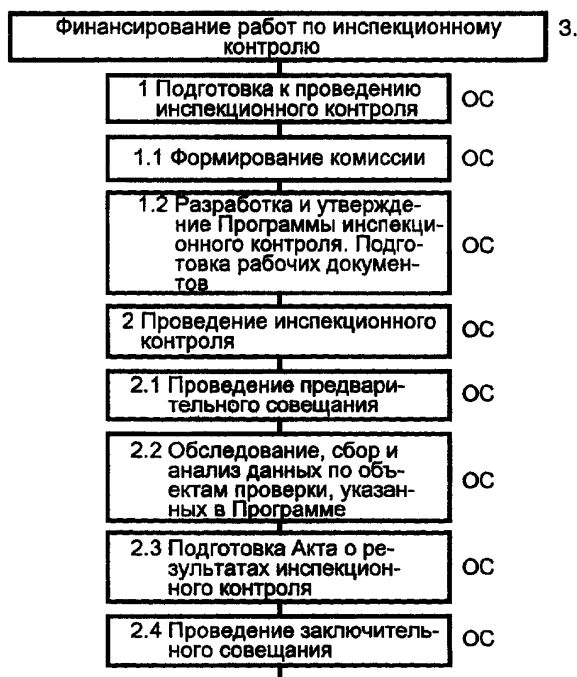 Финансирование работ по инспекционному
контролю
3.
1 Подготовка к проведению
инспекционного контроля
ОС
1.1 Формирование комиссии
ОС
1.2 Разработка и утвержде-
ние Программы инспекци-
онного контроля. Подго-
товка рабочих докумен-
тов
ОС
2 Проведение инспекционного
контроля
ОС
2.1 Проведение предвари-
тельного совещания
ОС
2.2 Обследование, сбор и
анализ данных по объ-
ектам проверки, указан-
ных в Программе
ОС
2.3 Подготовка Акта о ре-
зультатах инспекцион-
ного контроля
ОС
2.4 Проведение заключитель-
ного совещания
ОС